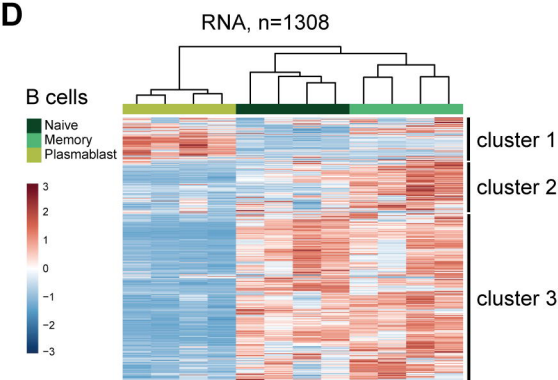 D
RNA, n=1308
B cells
Naive
Memory
Plasmablast
3
2
1
0
−1
−2
−3
cluster 1
cluster 2
cluster 3